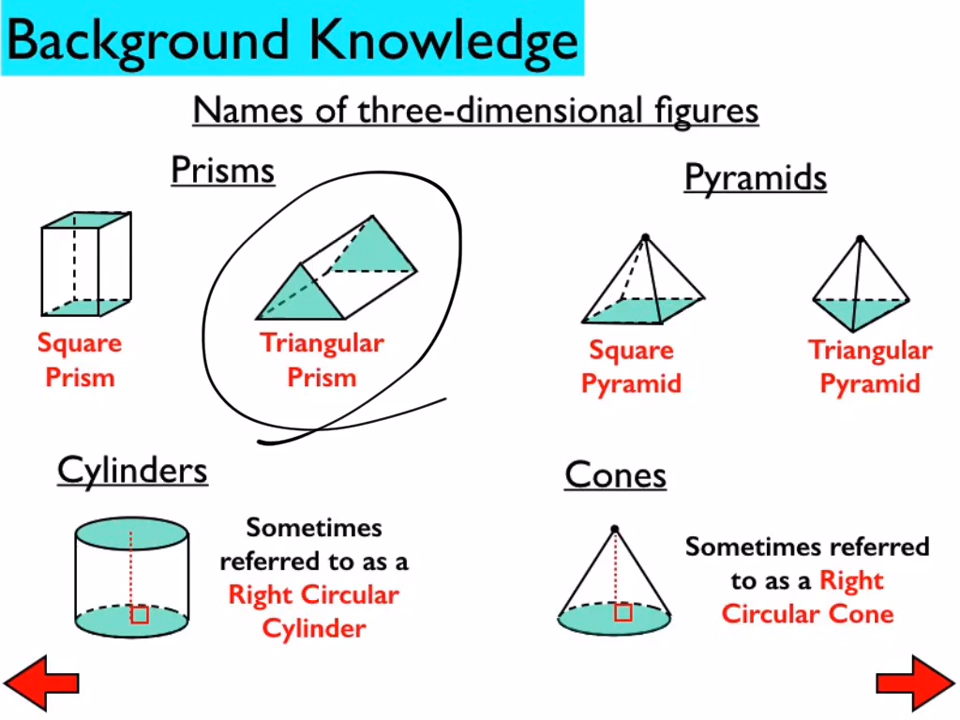 Background Knowledge
Names of three-dimensional figures
Prisms
Pyramids
Square
Prism
Triangular
Prism
Square
Pyramid
Triangular
Pyramid
Cylinders
Sometimes
referred to as a
Right Circular
Cylinder
Cones
Sometimes referred
to as a Right
Circular Cone